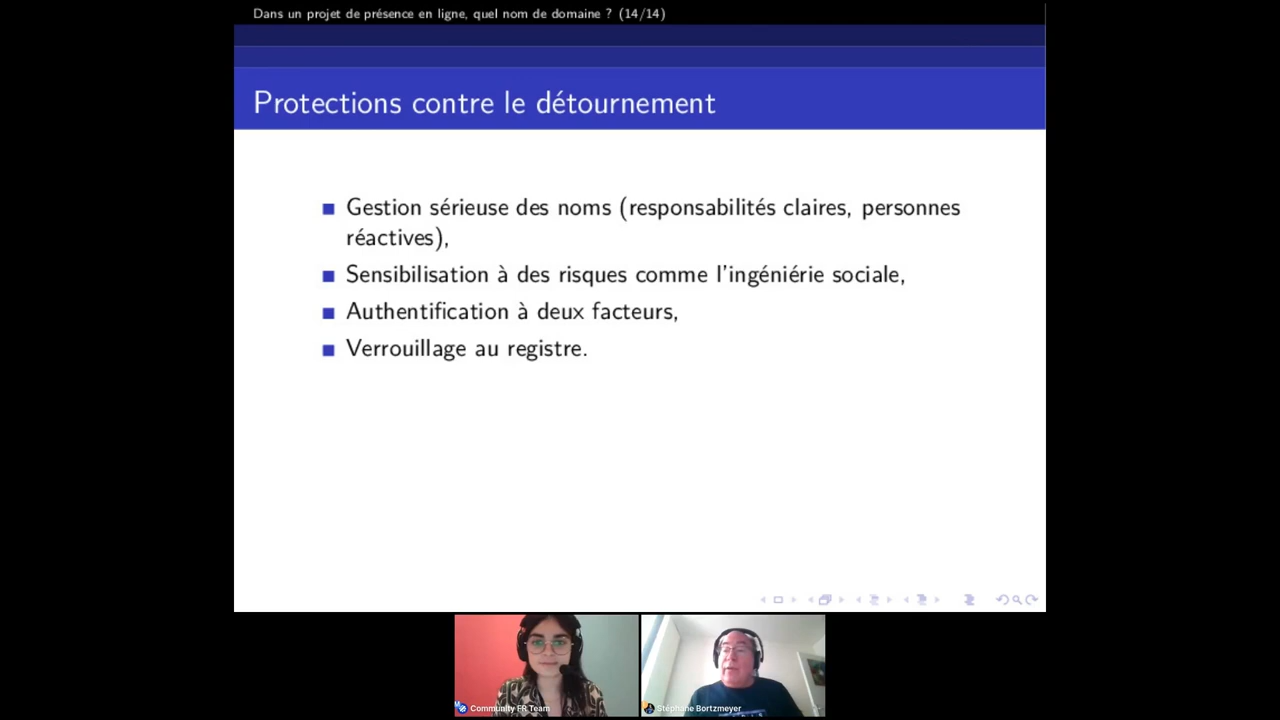 Dans un projet de présence en ligne, quel nom de domaine ? (14/14)
Protections contre le détournement
Gestion sérieuse des noms (responsabilités claires, personnes
réactives),
Sensibilisation à des risques comme l'ingéniérie sociale,
Authentification à deux facteurs,
Verrouillage au registre.
Community FR Team
Stéphane Bortzmeyer